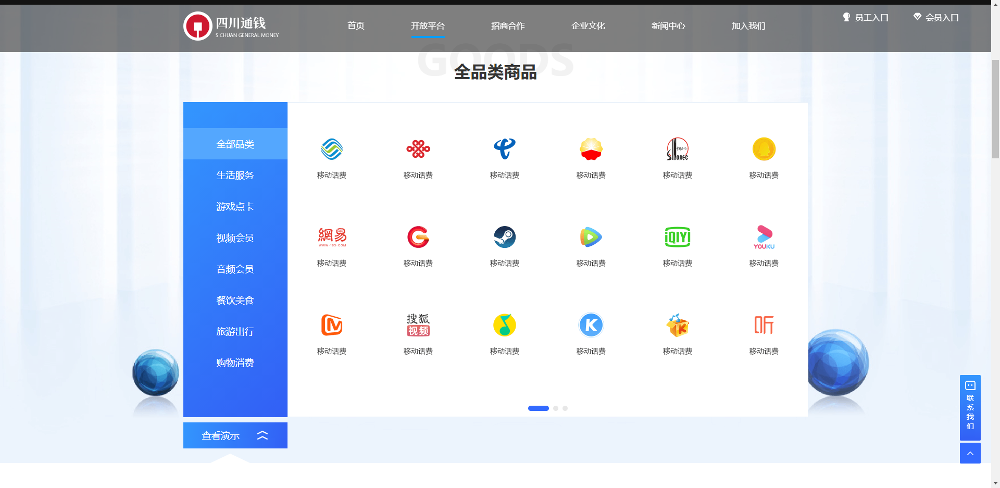 四川通钱
SICHUAN GENERAL MONEY
首页
开放平台
招商合作
企业文化
新闻中心
加入我们
员工入口
会员入口
GOODS
全品类商品
全部品类
生活服务
游戏点卡
视频会员
音频会员
餐饮美食
旅游出行
购物消费
移动话费
移动话费
移动话费
移动话费
SINOPEC
移动话费
移动话费
網易
WWW·163·COM
移动话费
移动话费
移动话费
移动话费
iQIYI
移动话费
YOUKU
移动话费
移动话费
搜狐
视频
移动话费
移动话费
K
移动话费
K
移动话费
听
移动话费
查看演示
联系我们